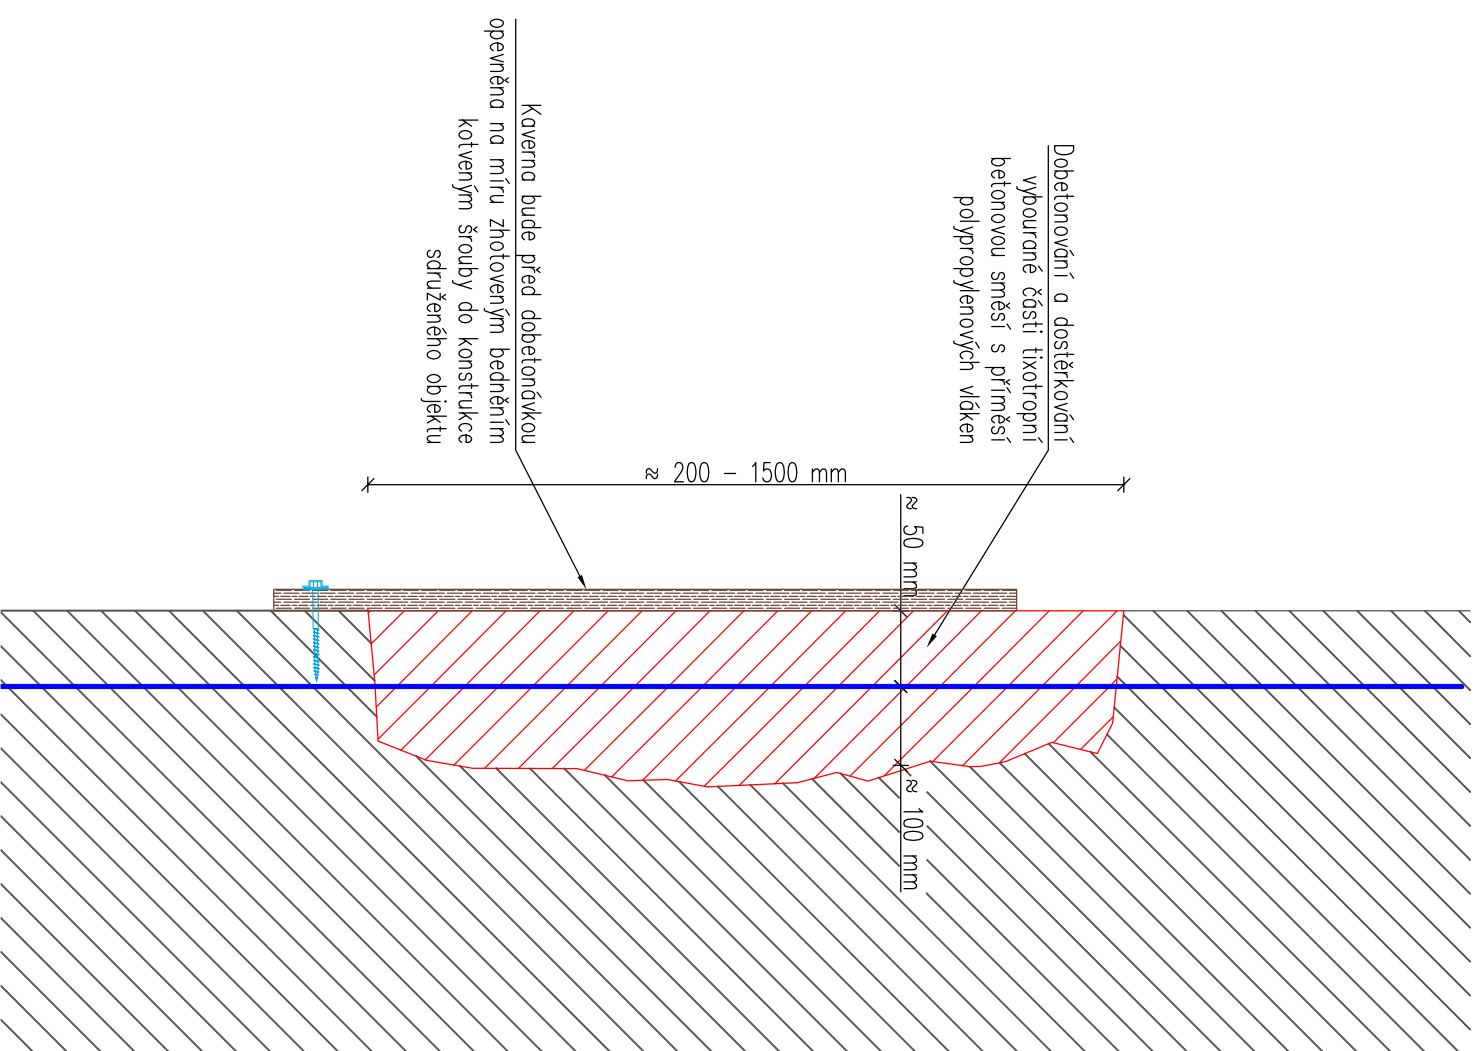 Dobetonování a dostěrkování
vybourané části tixotropní
betonovou směsí s příměsí
polypropylenových vláken
Kaverna bude před dobetonávkou
opevněna na míru zhotoveným bedněním
kotveným šrouby do konstrukce
sdruženého objektu
≈ 200 - 1500 mm
≈ 50 mm
≈ 100 mm